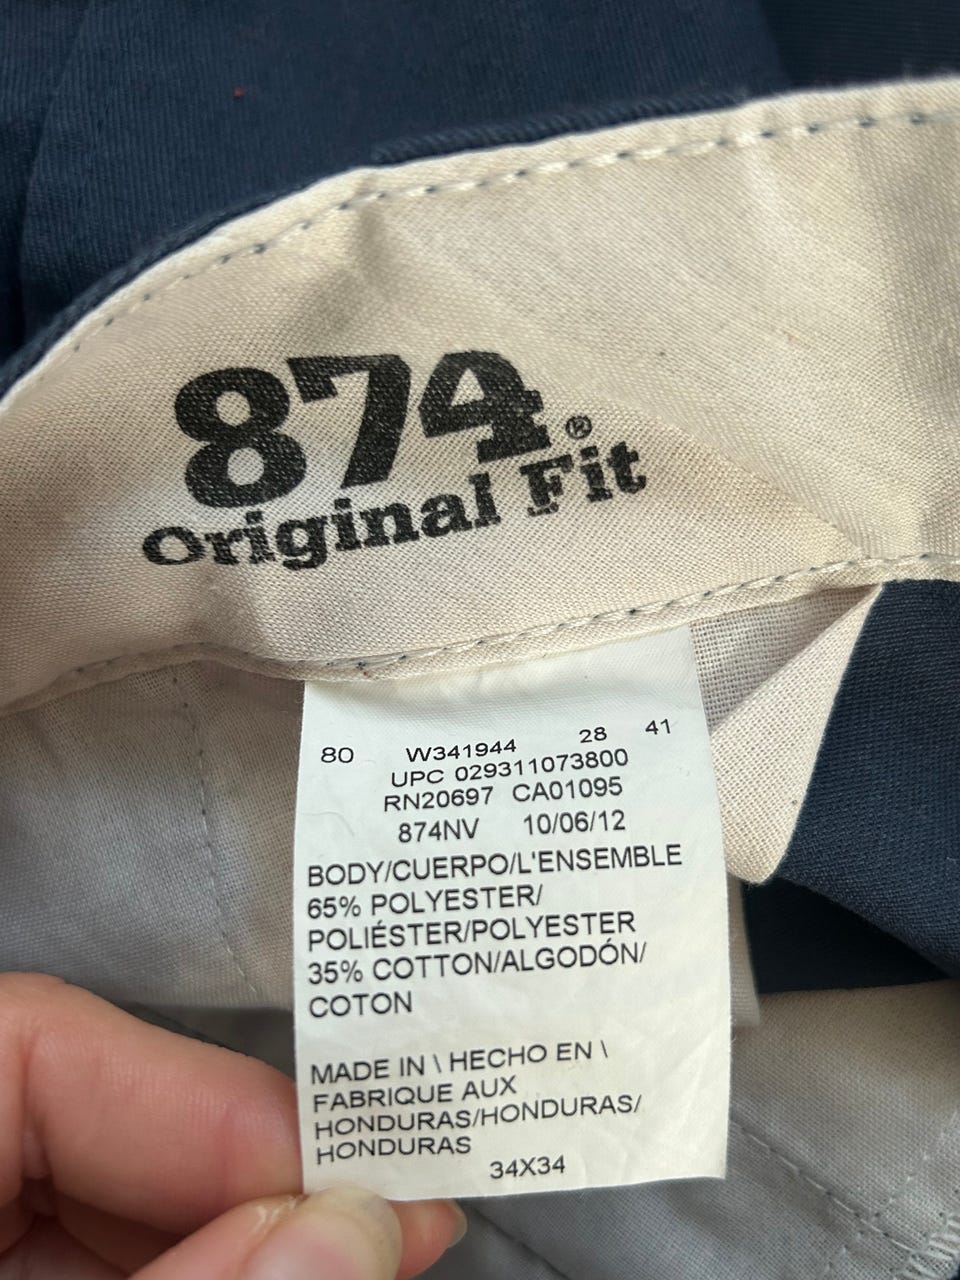 874®
Original Fit
80 W341944 28 41
UPC 029311073800
RN20697 CA01095
874NV 10/06/12
BODY/CUERPO/L'ENSEMBLE
65% POLYESTER/
POLIÉSTER/POLYESTER
35% COTTON/ALGODÓN/
COTON
MADE IN \ HECHO EN \
FABRIQUE AUX
HONDURAS/HONDURAS/
HONDURAS
34X34